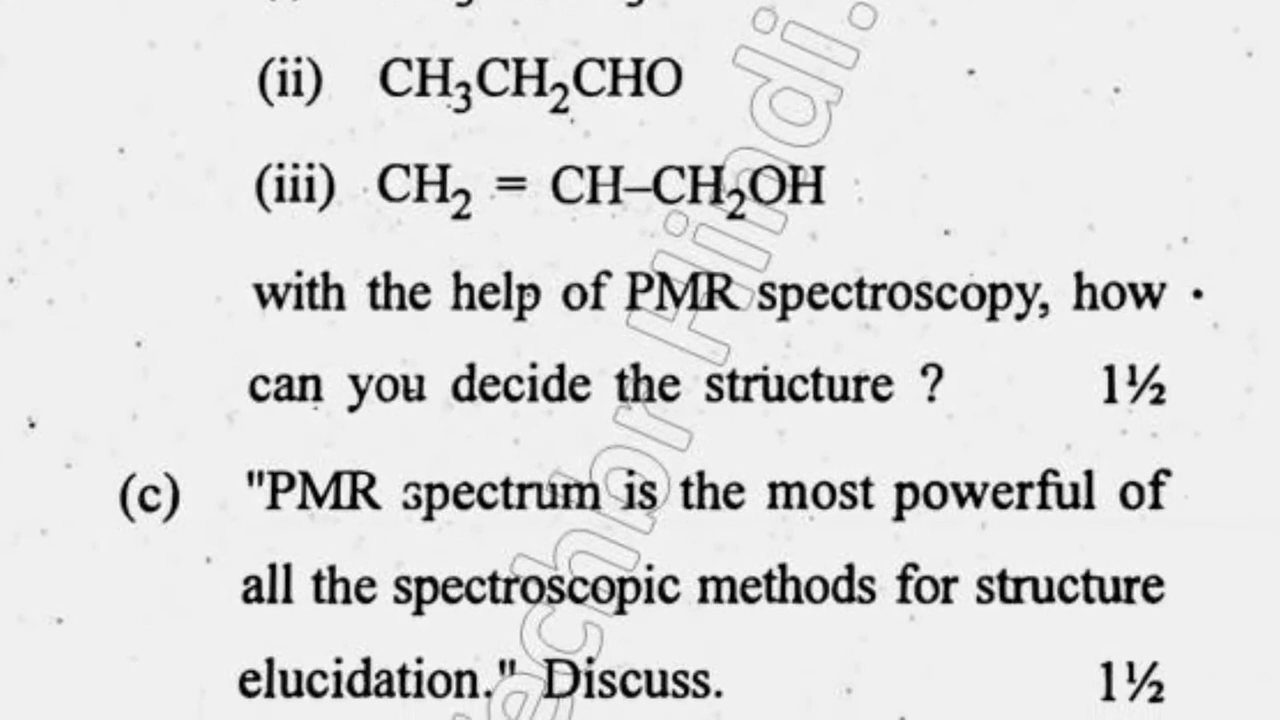 (ii) CH₃CH₂CHO
(iii) CH₂ = CH–CH₂OH
with the help of PMR spectroscopy, how
can you decide the structure ? 1½
(c) "PMR spectrum is the most powerful of
all the spectroscopic methods for structure
elucidation." Discuss. 1½